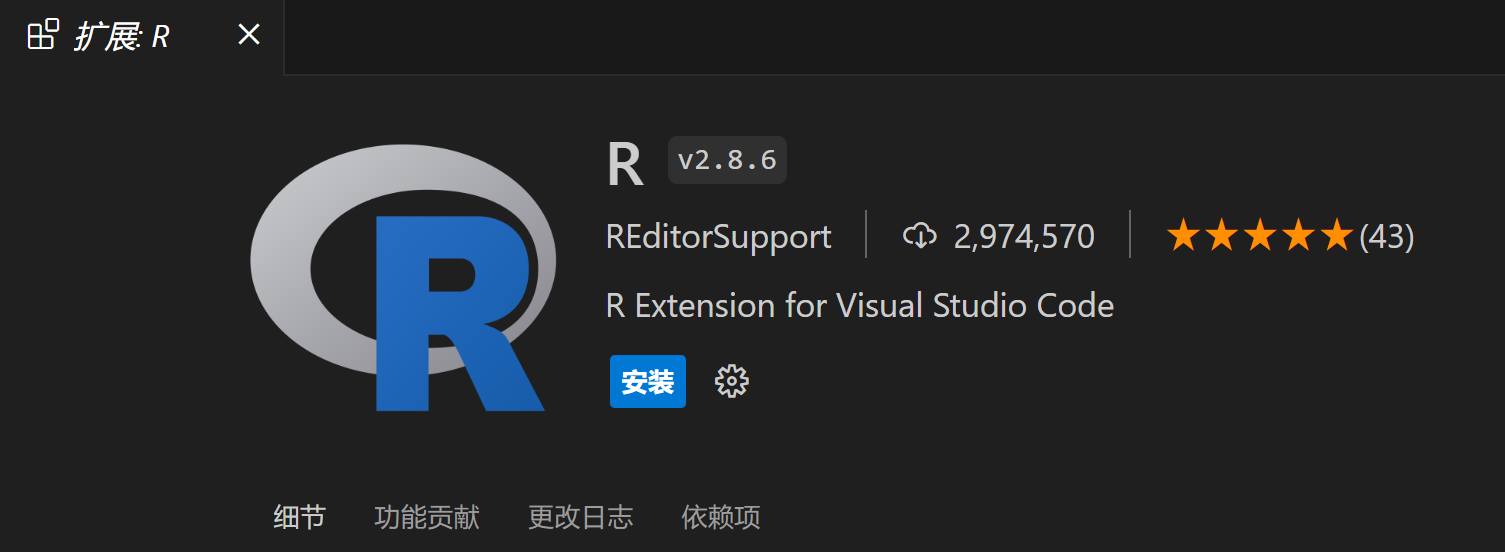 扩展: R
R v2.8.6
REditorSupport 2,974,570 ★★★★★(43)
R Extension for Visual Studio Code
安装
细节 功能贡献 更改日志 依赖项